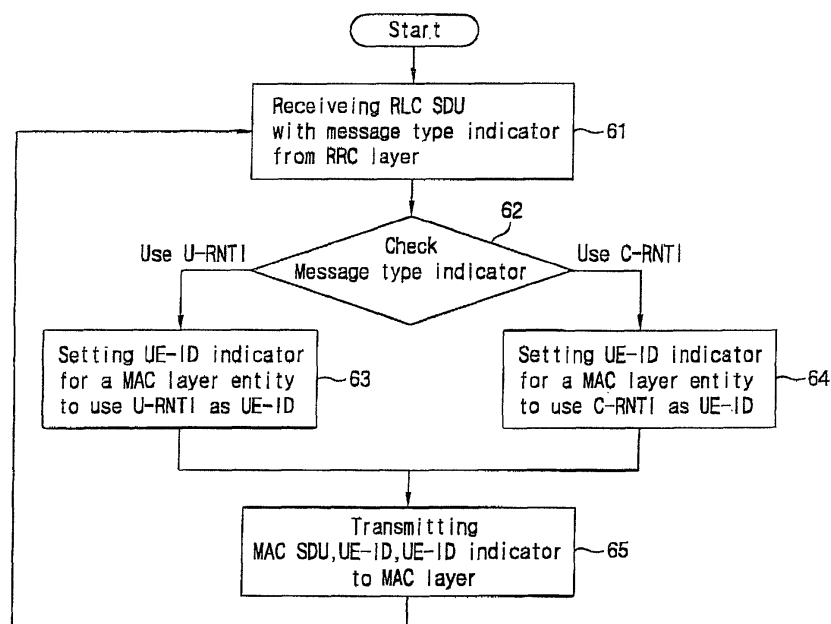 Start
Receiveing RLC SDU
with message type indicator
from RRC layer
61
62
Use U-RNTI
Check
Message type indicator
Use C-RNTI
Setting UE-ID indicator
for a MAC layer entity
to use U-RNTI as UE-ID
63
Setting UE-ID indicator
for a MAC layer entity
to use C-RNTI as UE-ID
64
Transmitting
MAC SDU,UE-ID,UE-ID indicator
to MAC layer
65